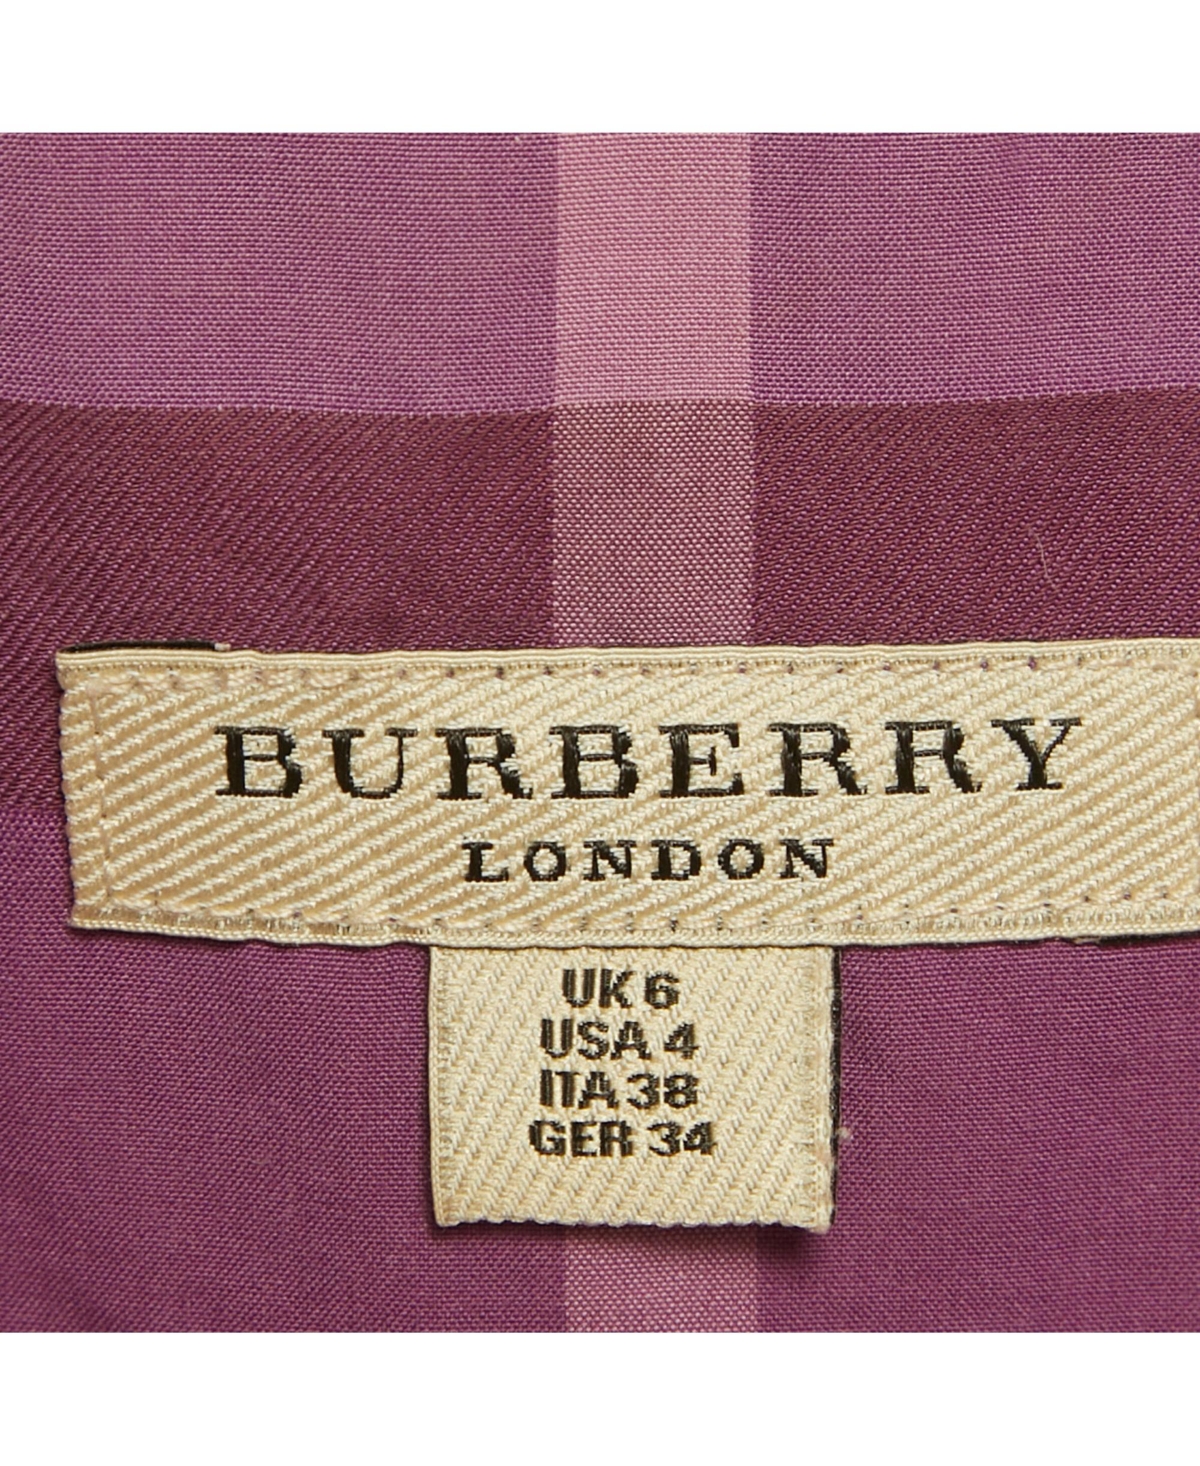 BURBERRY
LONDON
UK 6
USA 4
ITA 38
GER 34